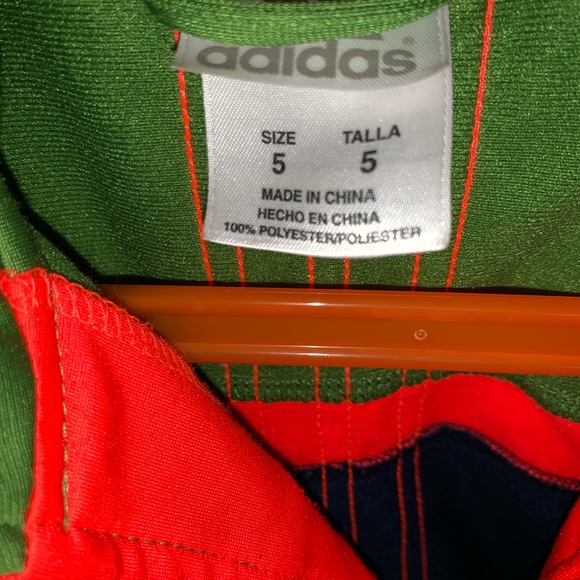 adidas
SIZE TALLA
5 5
MADE IN CHINA
HECHO EN CHINA
100% POLYESTER/POLIESTER